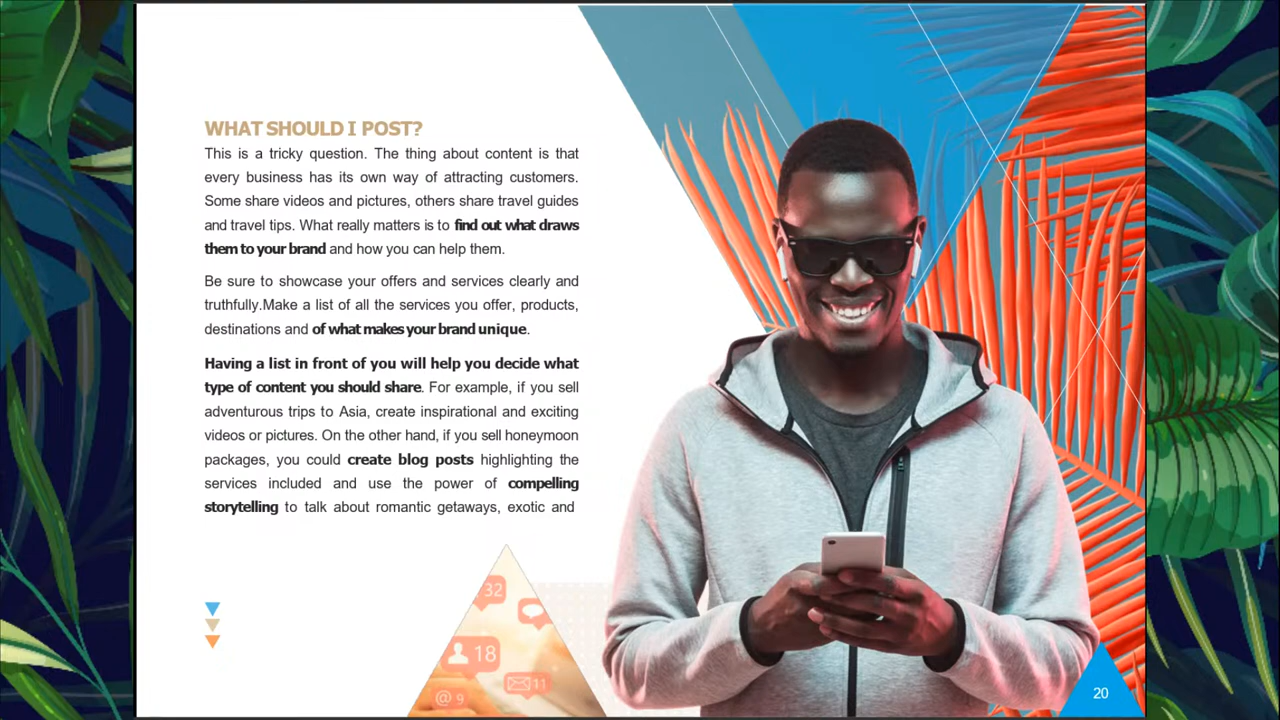 WHAT SHOULD I POST?
This is a tricky question. The thing about content is that
every business has its own way of attracting customers.
Some share videos and pictures, others share travel guides
and travel tips. What really matters is to find out what draws
them to your brand and how you can help them.
Be sure to showcase your offers and services clearly and
truthfully.Make a list of all the services you offer, products,
destinations and of what makes your brand unique.
Having a list in front of you will help you decide what
type of content you should share. For example, if you sell
adventurous trips to Asia, create inspirational and exciting
videos or pictures. On the other hand, if you sell honeymoon
packages, you could create blog posts highlighting the
services included and use the power of compelling
storytelling to talk about romantic getaways, exotic and
32
18
11
@ 9
20